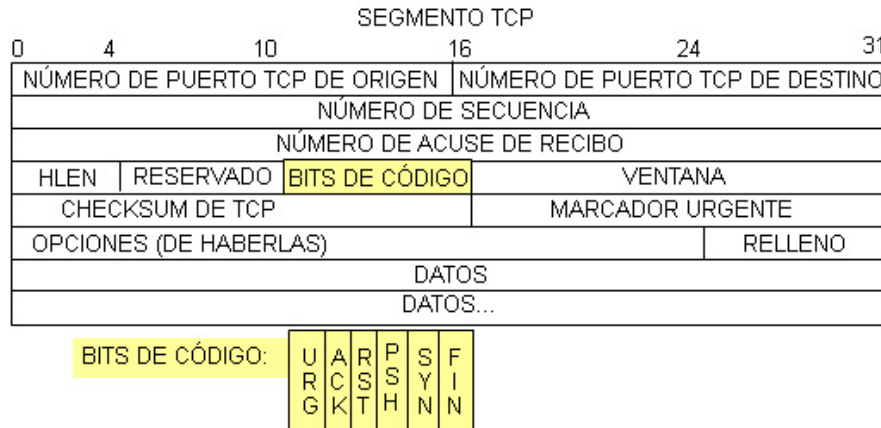 SEGMENTO TCP
0 4 10 16 24 31
NÚMERO DE PUERTO TCP DE ORIGEN NÚMERO DE PUERTO TCP DE DESTINO
NÚMERO DE SECUENCIA
NÚMERO DE ACUSE DE RECIBO
HLEN RESERVADO BITS DE CÓDIGO VENTANA
CHECKSUM DE TCP MARCADOR URGENTE
OPCIONES (DE HABERLAS) RELLENO
DATOS
DATOS...
BITS DE CÓDIGO: URG ACK RST PSH SYN FIN